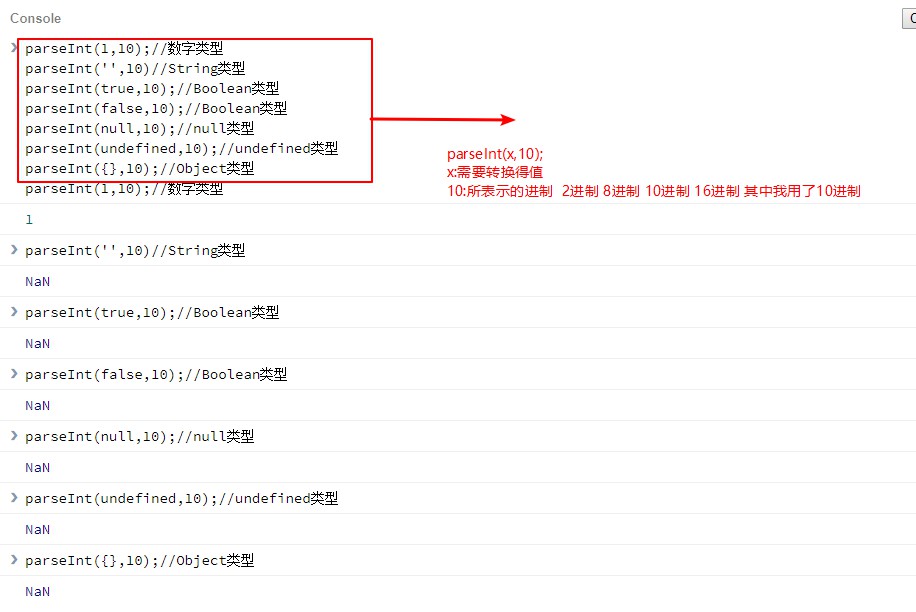 Console
parseInt(1,10);//数字类型
parseInt('',10)//String类型
parseInt(true,10);//Boolean类型
parseInt(false,10);//Boolean类型
parseInt(null,10);//null类型
parseInt(undefined,10);//undefined类型
parseInt({},10);//Object类型
parseInt(x,10);
x:需要转换得值
10:所表示的进制 2进制 8进制 10进制 16进制 其中我用了10进制
parseInt(1,10);//数字类型
1
parseInt('',10)//String类型
NaN
parseInt(true,10);//Boolean类型
NaN
parseInt(false,10);//Boolean类型
NaN
parseInt(null,10);//null类型
NaN
parseInt(undefined,10);//undefined类型
NaN
parseInt({},10);//Object类型
NaN